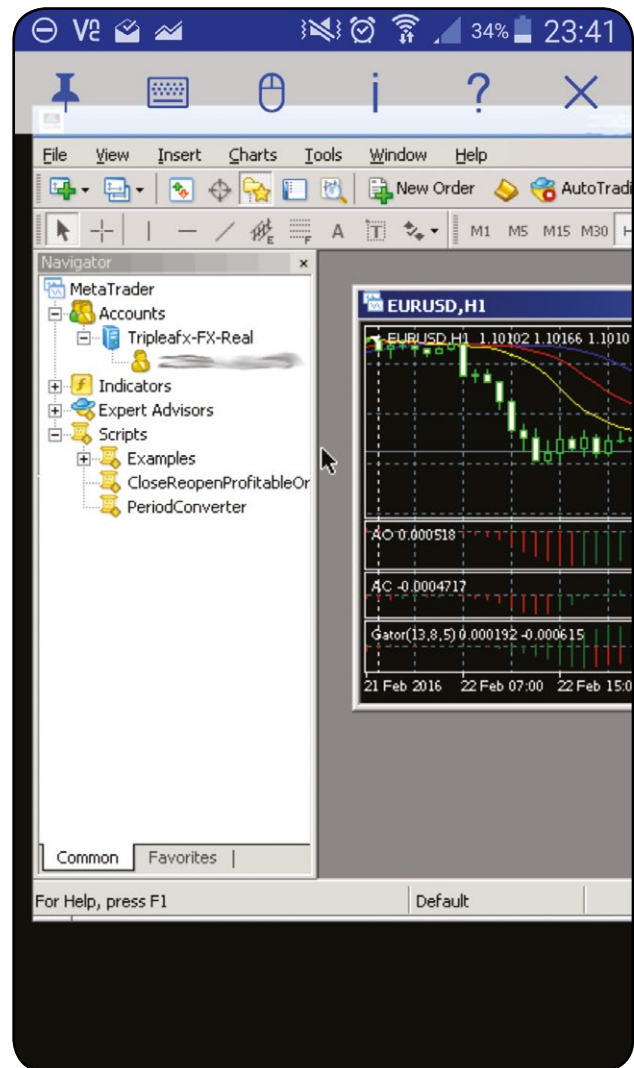 34% 23:41
i ? X
File View Insert Charts Tools Window Help
New Order AutoTradi
A T M1 M5 M15 M30 H
Navigator x
MetaTrader
Accounts
Tripleafx-FX-Real
Indicators
Expert Advisors
Scripts
Examples
CloseReopenProfitableOr
PeriodConverter
EURUSD,H1
EURUSD,H1 1.10102 1.10166 1.1010
AO 0.000518
AC -0.0004717
Gator(13,8,5) 0.000192 -0.000615
21 Feb 2016 22 Feb 07:00 22 Feb 15:0
Common Favorites
For Help, press F1 Default